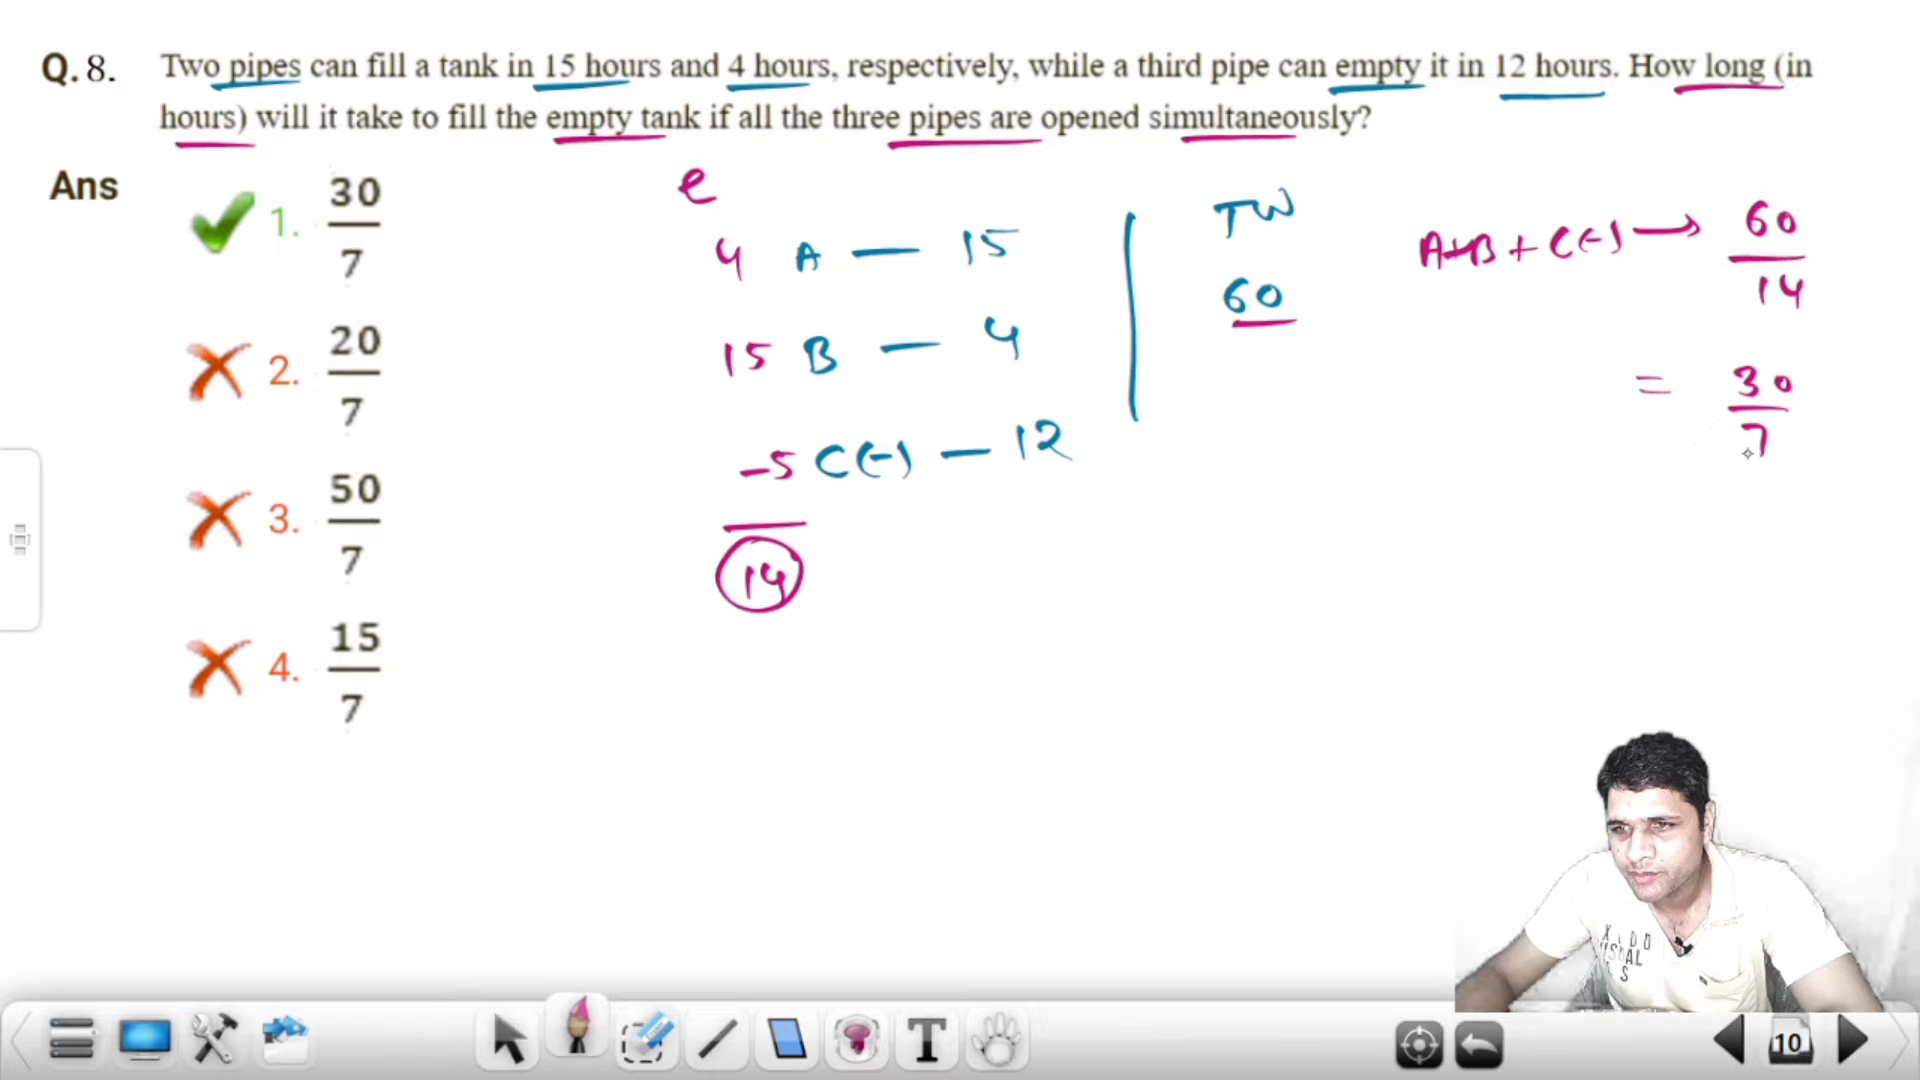 Q. 8. Two pipes can fill a tank in 15 hours and 4 hours, respectively, while a third pipe can empty it in 12 hours. How long (in
hours) will it take to fill the empty tank if all the three pipes are opened simultaneously?
Ans
1. 30/7
2. 20/7
3. 50/7
4. 15/7
e
4 A — 15
15 B — 4
-5 C(-) — 12
14
TW
60
A+B+C(-) → 60/14
= 30/7
T
10